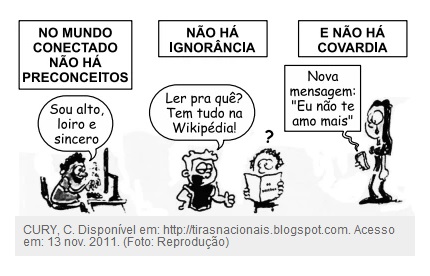 NO MUNDO
CONECTADO
NÃO HÁ
PRECONCEITOS
NÃO HÁ
IGNORÂNCIA
E NÃO HÁ
COVARDIA
Sou alto,
loiro e
sincero
Ler pra quê?
Tem tudo na
Wikipédia!
?
Nova
mensagem:
"Eu não te
amo mais"
CURY, C. Disponível em: http://tirasnacionais.blogspot.com. Acesso
em: 13 nov. 2011. (Foto: Reprodução)